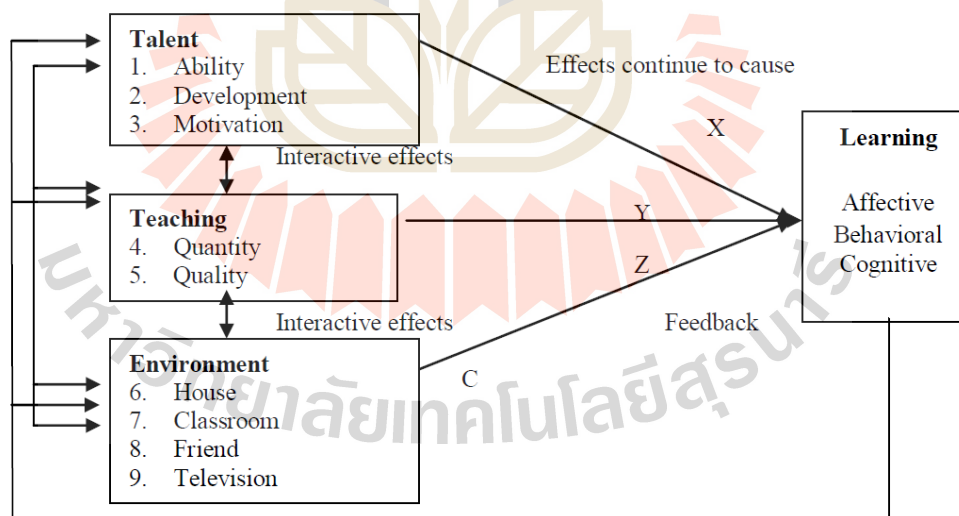 Talent
1. Ability
2. Development
3. Motivation
Effects continue to cause
X
Interactive effects
Learning
Affective
Behavioral
Cognitive
Teaching
4. Quantity
5. Quality
Y
Z
Interactive effects
Feedback
Environment
6. House
7. Classroom
8. Friend
9. Television
C
มหาวิทยาลัยเทคโนโลยีสุรนารี